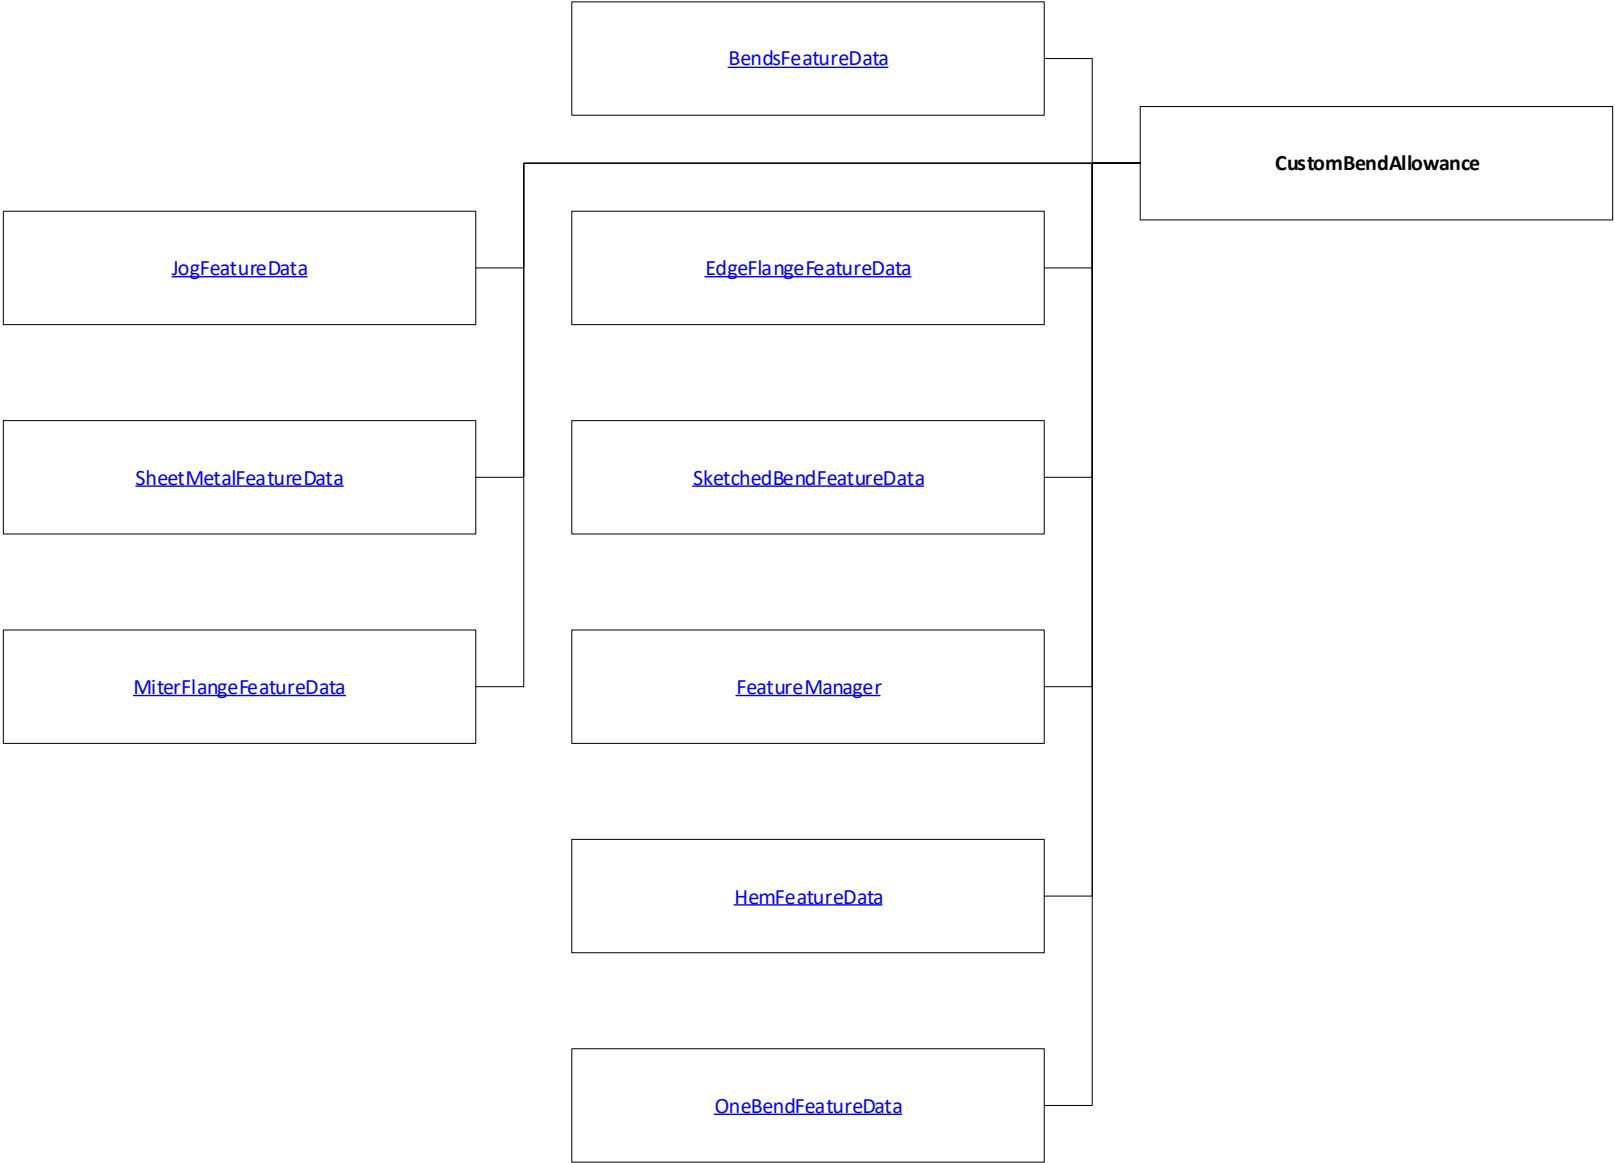 BendsFeatureData
CustomBendAllowance
JogFeatureData
EdgeFlangeFeatureData
SheetMetalFeatureData
SketchedBendFeatureData
MiterFlangeFeatureData
FeatureManager
HemFeatureData
OneBendFeatureData